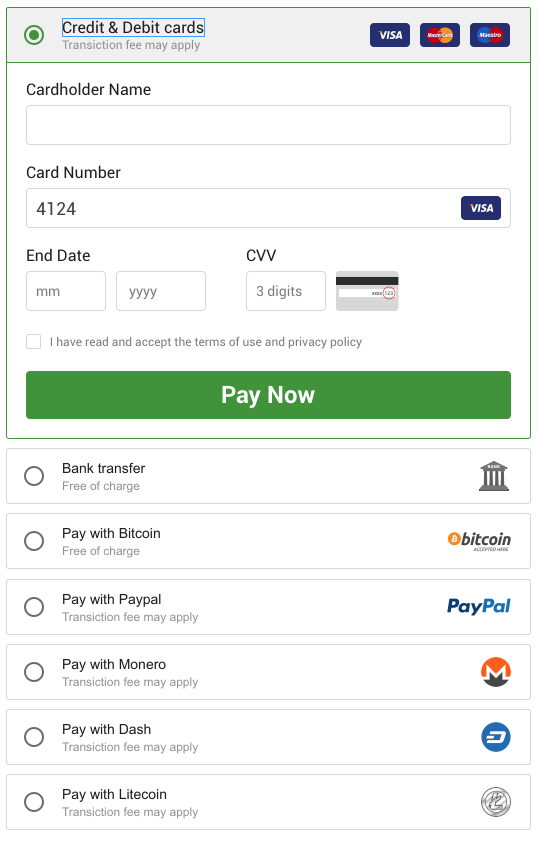 Credit & Debit cards
Transiction fee may apply
VISA MasterCard Maestro
Cardholder Name
Card Number
4124 VISA
End Date CVV
mm yyyy 3 digits xxxx 123
I have read and accept the terms of use and privacy policy
Pay Now
Bank transfer
Free of charge
BANK
Pay with Bitcoin
Free of charge
bitcoin
ACCEPTED HERE
Pay with Paypal
Transiction fee may apply
PayPal
Pay with Monero
Transiction fee may apply
Pay with Dash
Transiction fee may apply
Pay with Litecoin
Transiction fee may apply